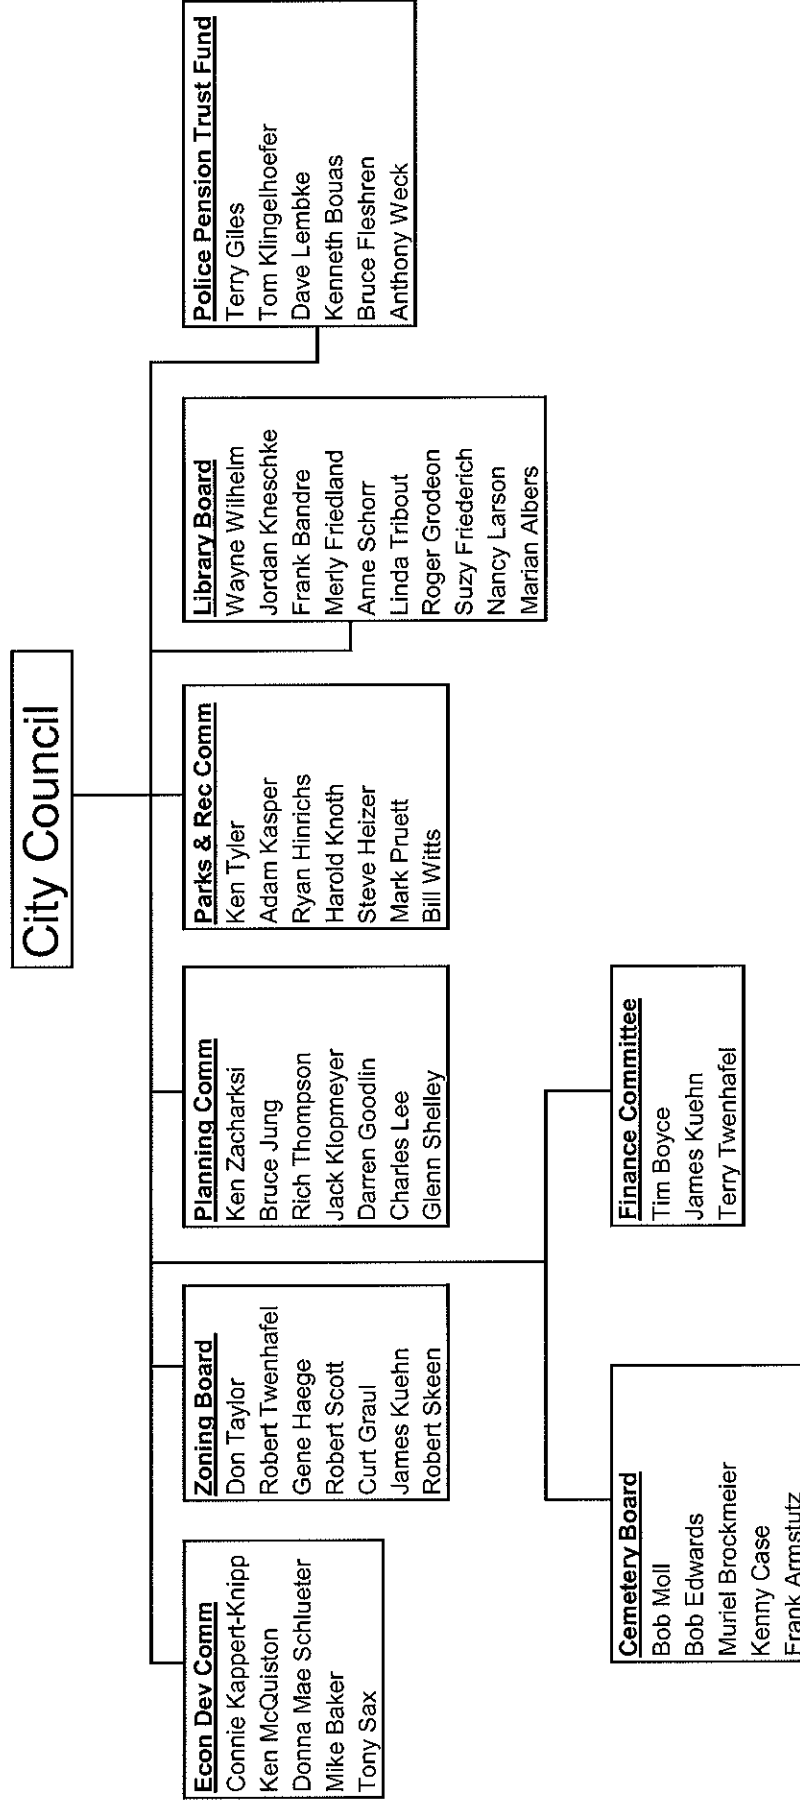 City Council
Econ Dev Comm
Connie Kappert-Knipp
Ken McQuiston
Donna Mae Schlueter
Mike Baker
Tony Sax
Zoning Board
Don Taylor
Robert Twenhafel
Gene Haege
Robert Scott
Curt Graul
James Kuehn
Robert Skeen
Planning Comm
Ken Zacharksi
Bruce Jung
Rich Thompson
Jack Klopmeyer
Darren Goodlin
Charles Lee
Glenn Shelley
Parks & Rec Comm
Ken Tyler
Adam Kasper
Ryan Hinrichs
Harold Knoth
Steve Heizer
Mark Pruett
Bill Witts
Library Board
Wayne Wilhelm
Jordan Kneschke
Frank Bandre
Merly Friedland
Anne Schorr
Linda Tribout
Roger Grodeon
Suzy Friederich
Nancy Larson
Marian Albers
Police Pension Trust Fund
Terry Giles
Tom Klingelhoefer
Dave Lembke
Kenneth Bouas
Bruce Fleshren
Anthony Weck
Cemetery Board
Bob Moll
Bob Edwards
Muriel Brockmeier
Kenny Case
Frank Armstutz
Finance Committee
Tim Boyce
James Kuehn
Terry Twenhafel